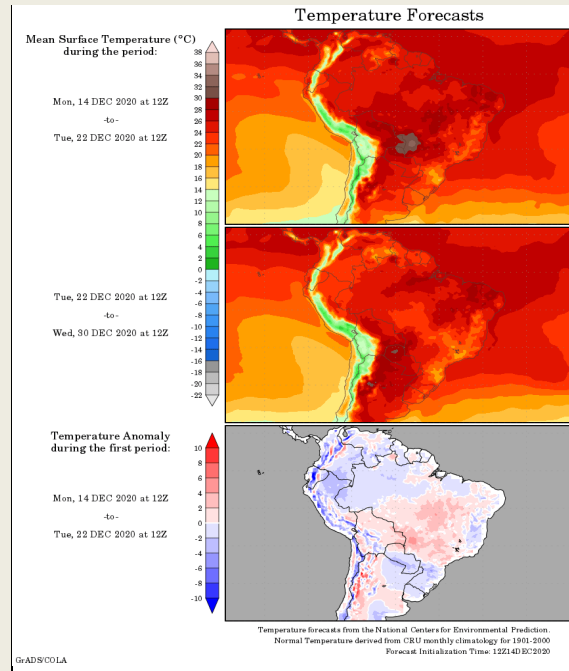 Temperature Forecasts
Mean Surface Temperature (°C)
during the period:
Mon, 14 DEC 2020 at 12Z
-to-
Tue, 22 DEC 2020 at 12Z
38
36
34
32
30
28
26
24
22
20
18
16
14
12
10
8
6
4
2
0
-2
-4
-6
-8
-10
-12
-14
-16
-18
-20
-22
Tue, 22 DEC 2020 at 12Z
-to-
Wed, 30 DEC 2020 at 12Z
Temperature Anomaly
during the first period:
Mon, 14 DEC 2020 at 12Z
-to-
Tue, 22 DEC 2020 at 12Z
10
8
6
4
2
0
-2
-4
-6
-8
-10
Temperature forecasts from the National Centers for Environmental Prediction.
Normal Temperature derived from CRU monthly climatology for 1901-2000
Forecast Initialization Time: 12Z14DEC2020
GrADS/COLA